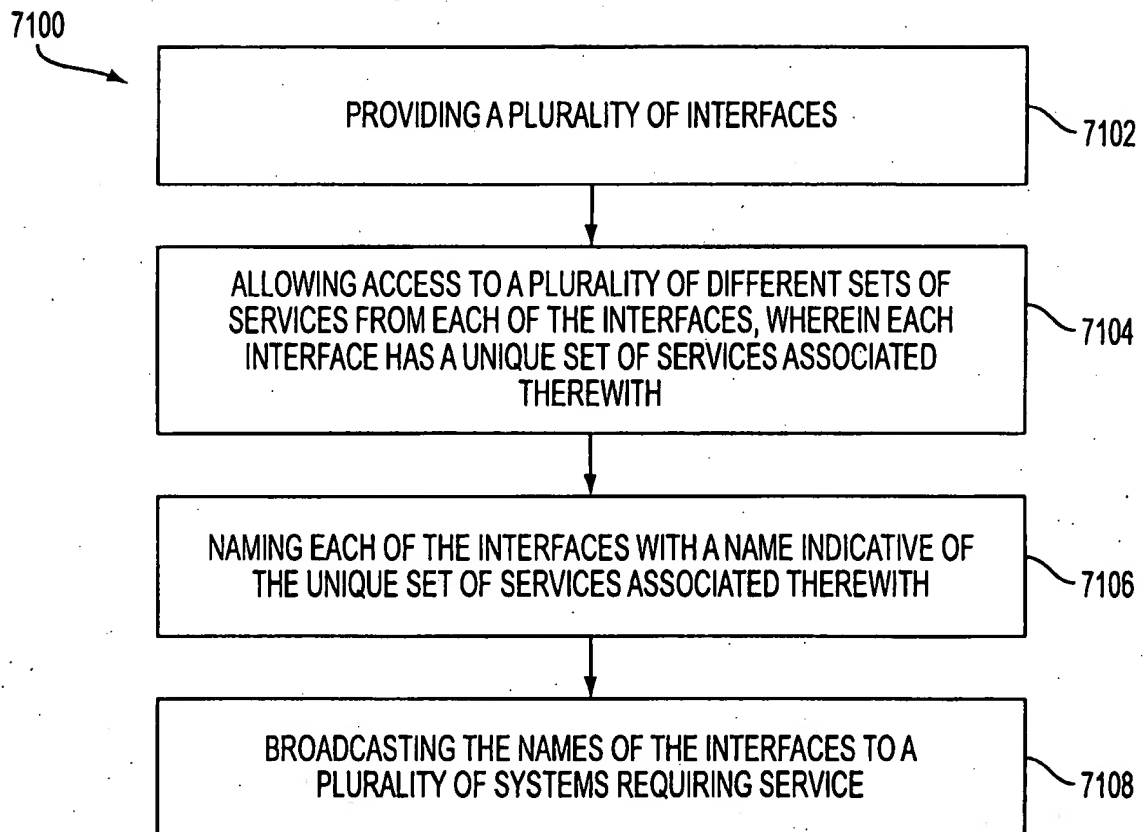 7100
PROVIDING A PLURALITY OF INTERFACES
7102
ALLOWING ACCESS TO A PLURALITY OF DIFFERENT SETS OF
SERVICES FROM EACH OF THE INTERFACES, WHEREIN EACH
INTERFACE HAS A UNIQUE SET OF SERVICES ASSOCIATED
THEREWITH
7104
NAMING EACH OF THE INTERFACES WITH A NAME INDICATIVE OF
THE UNIQUE SET OF SERVICES ASSOCIATED THEREWITH
7106
BROADCASTING THE NAMES OF THE INTERFACES TO A
PLURALITY OF SYSTEMS REQUIRING SERVICE
7108